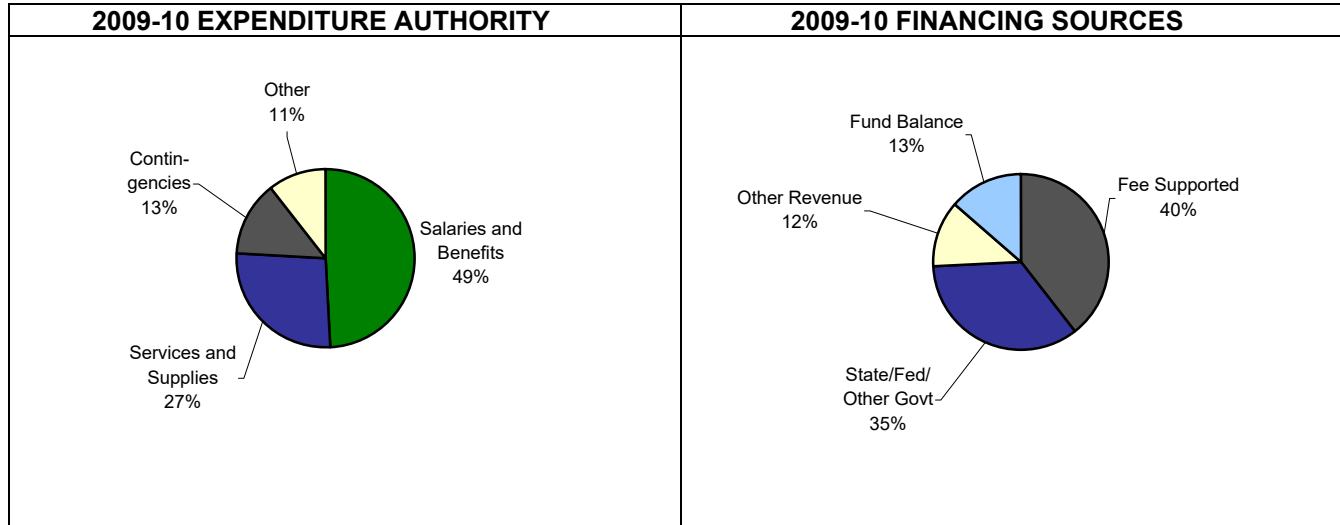 2009-10 EXPENDITURE AUTHORITY
Other
11%
Contin-
gencies
13%
Salaries and
Benefits
49%
Services and
Supplies
27%
2009-10 FINANCING SOURCES
Fund Balance
13%
Fee Supported
40%
Other Revenue
12%
State/Fed/
Other Govt
35%